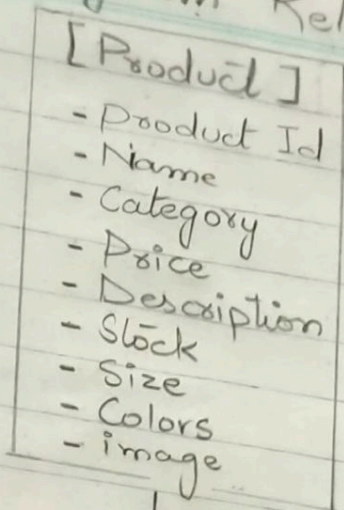 [Product]
- Product Id
- Name
- Category
- Price
- Description
- Stock
- Size
- Colors
- image